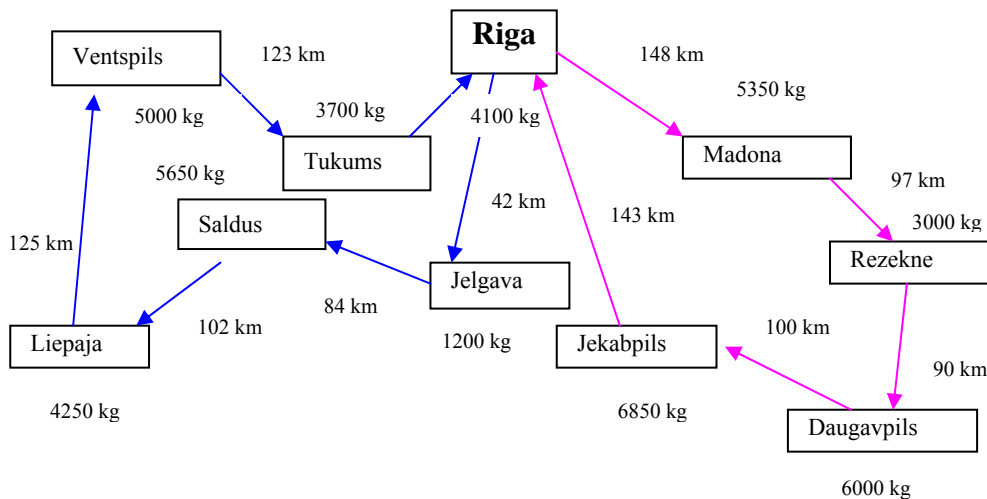 Riga
Ventspils
123 km
148 km
5350 kg
5000 kg
3700 kg
4100 kg
Tukums
Madona
5650 kg
97 km
Saldus
42 km
143 km
3000 kg
125 km
Rezekne
Jelgava
84 km
102 km
100 km
Liepaja
1200 kg
Jekabpils
90 km
4250 kg
6850 kg
Daugavpils
6000 kg